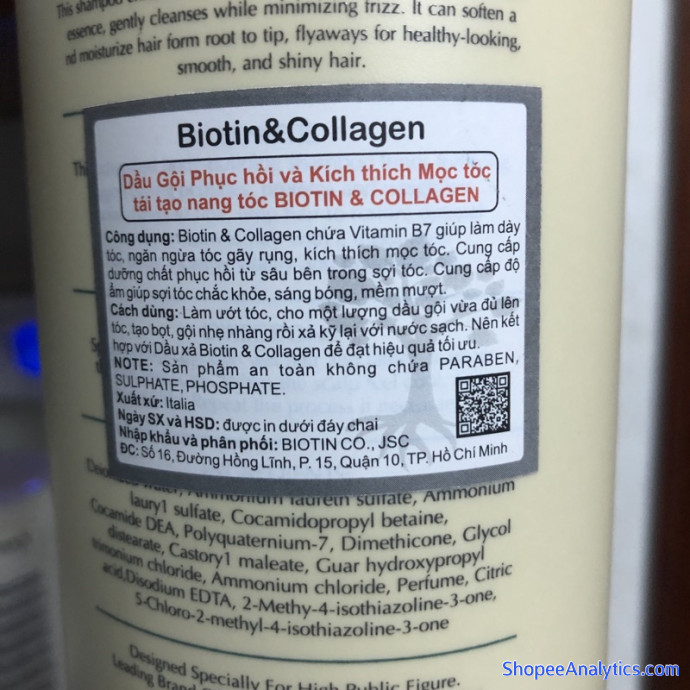 This shampoo
essence, gently cleanses while minimizing frizz. It can soften a
nd moisturize hair form root to tip, flyaways for healthy-looking,
smooth, and shiny hair.
Biotin&Collagen
Dầu Gội Phục hồi và Kích thích Mọc tóc
tái tạo nang tóc BIOTIN & COLLAGEN
Công dụng: Biotin & Collagen chứa Vitamin B7 giúp làm dày
tóc, ngăn ngừa tóc gãy rụng, kích thích mọc tóc. Cung cấp
dưỡng chất phục hồi từ sâu bên trong sợi tóc. Cung cấp độ
ẩm giúp sợi tóc chắc khỏe, sáng bóng, mềm mượt.
Cách dùng: Làm ướt tóc, cho một lượng dầu gội vừa đủ lên
tóc, tạo bọt, gội nhẹ nhàng rồi xả kỹ lại với nước sạch. Nên kết
hợp với Dầu xả Biotin & Collagen để đạt hiệu quả tối ưu.
NOTE: Sản phẩm an toàn không chứa PARABEN,
SULPHATE, PHOSPHATE.
Xuất xứ: Italia
Ngày SX và HSD: được in dưới đáy chai
Nhập khẩu và phân phối: BIOTIN CO., JSC
ĐC: Số 16, Đường Hồng Lĩnh, P. 15, Quận 10, TP. Hồ Chí Minh
water, Ammonium laureth sulfate, Ammonium
laury1 sulfate, Cocamidopropyl betaine,
Cocamide DEA, Polyquaternium-7, Dimethicone, Glycol
distearate, Castory1 maleate, Guar hydroxypropyl
trimonium chloride, Ammonium chloride, Perfume, Citric
acid,Disodium EDTA, 2-Methy-4-isothiazoline-3-one,
5-Chloro-2-methyl-4-isothiazoline-3-one
Designed Specially For High Public Figure.
Leading Brand
ShopeeAnalytics.com